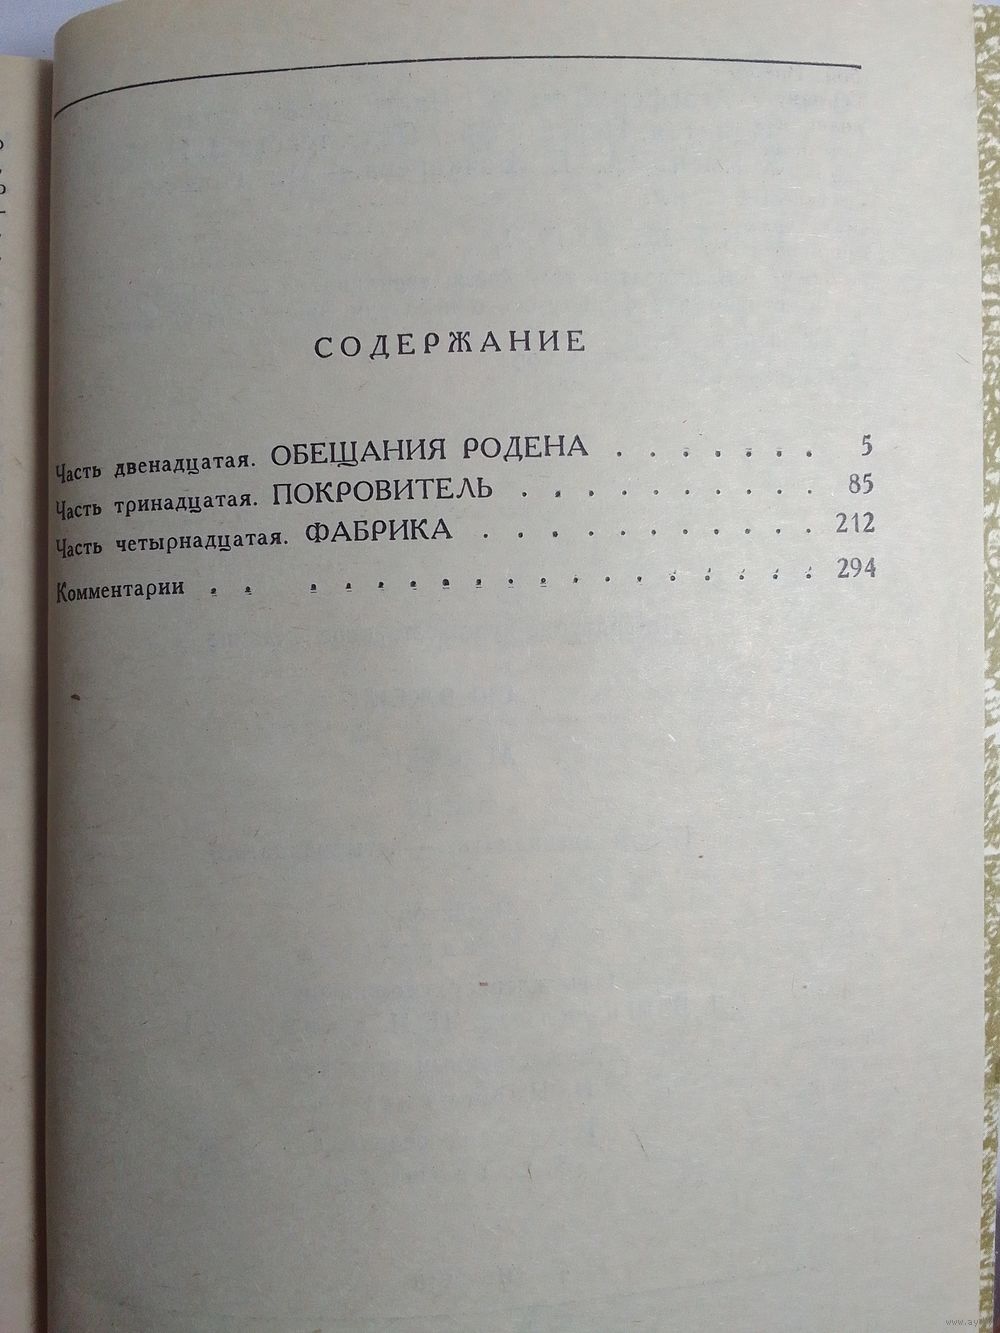 СОДЕРЖАНИЕ
Часть двенадцатая. ОБЕЩАНИЯ РОДЕНА . . . . . . . 5
Часть тринадцатая. ПОКРОВИТЕЛЬ . . . . . . . . . 85
Часть четырнадцатая. ФАБРИКА . . . . . . . . . . 212
Комментарии . . . . . . . . . . . . . . . . . . 294